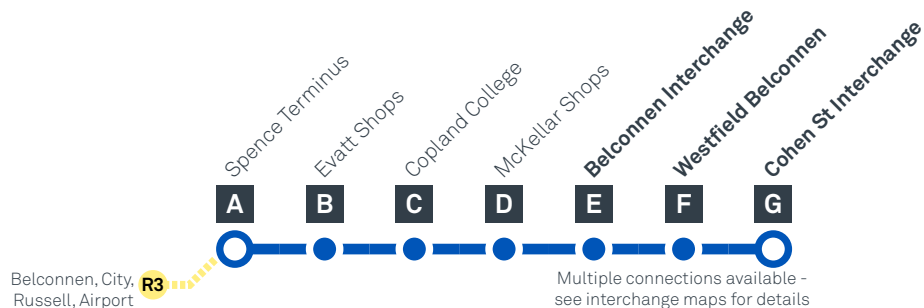 Spence Terminus
Evatt Shops
Copland College
McKellar Shops
Belconnen Interchange
Westfield Belconnen
Cohen St Interchange
A
B
C
D
E
F
G
Belconnen, City,
Russell, Airport
R3
Multiple connections available -
see interchange maps for details